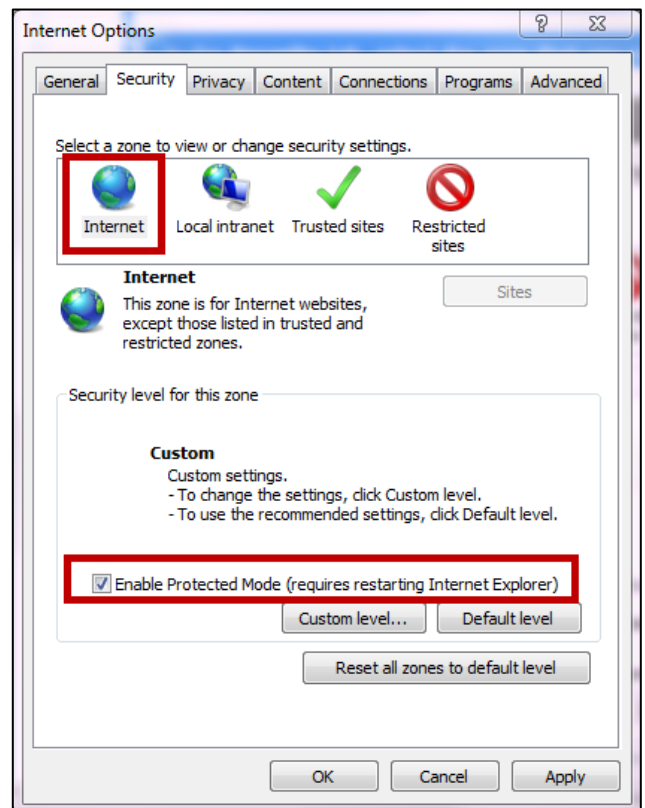 Internet Options
General Security Privacy Content Connections Programs Advanced
Select a zone to view or change security settings.
Internet Local intranet Trusted sites Restricted
sites
Internet
This zone is for Internet websites,
except those listed in trusted and
restricted zones.
Sites
Security level for this zone
Custom
Custom settings.
- To change the settings, click Custom level.
- To use the recommended settings, click Default level.
Enable Protected Mode (requires restarting Internet Explorer)
Custom level... Default level
Reset all zones to default level
OK Cancel Apply